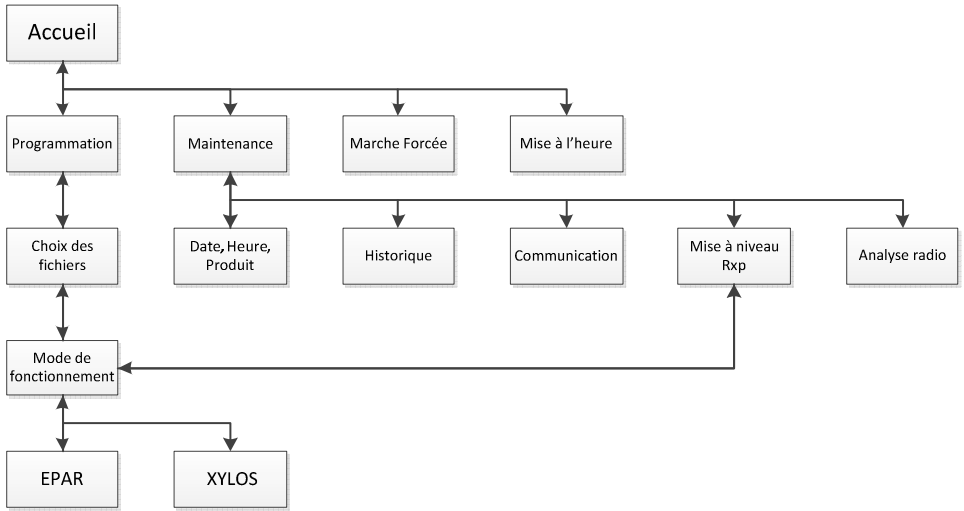 Accueil
Programmation
Maintenance
Marche Forcée
Mise à l'heure
Choix des
fichiers
Date, Heure,
Produit
Historique
Communication
Mise à niveau
Rxp
Analyse radio
Mode de
fonctionnement
EPAR
XYLOS